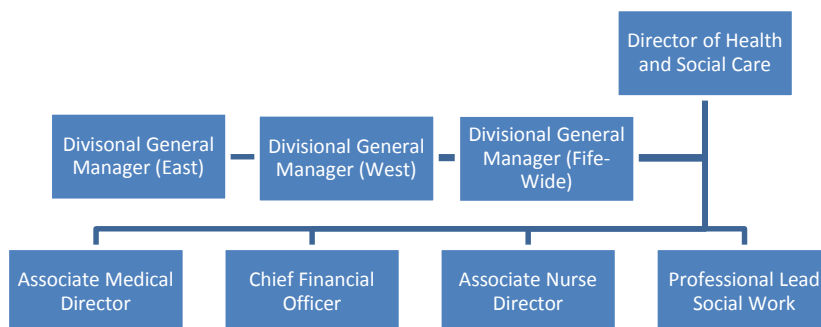 Director of Health
and Social Care
Divisonal General
Manager (East)
Divisional General
Manager (West)
Divisional General
Manager (Fife-
Wide)
Associate Medical
Director
Chief Financial
Officer
Associate Nurse
Director
Professional Lead
Social Work